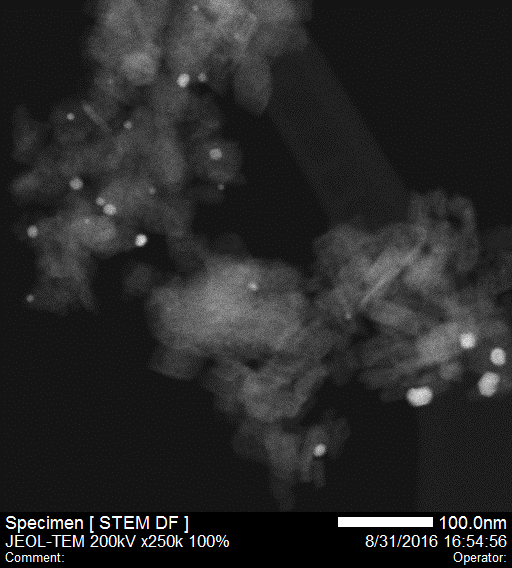 Specimen [ STEM DF ] 100.0nm
JEOL-TEM 200kV x250k 100% 8/31/2016 16:54:56
Comment: Operator: